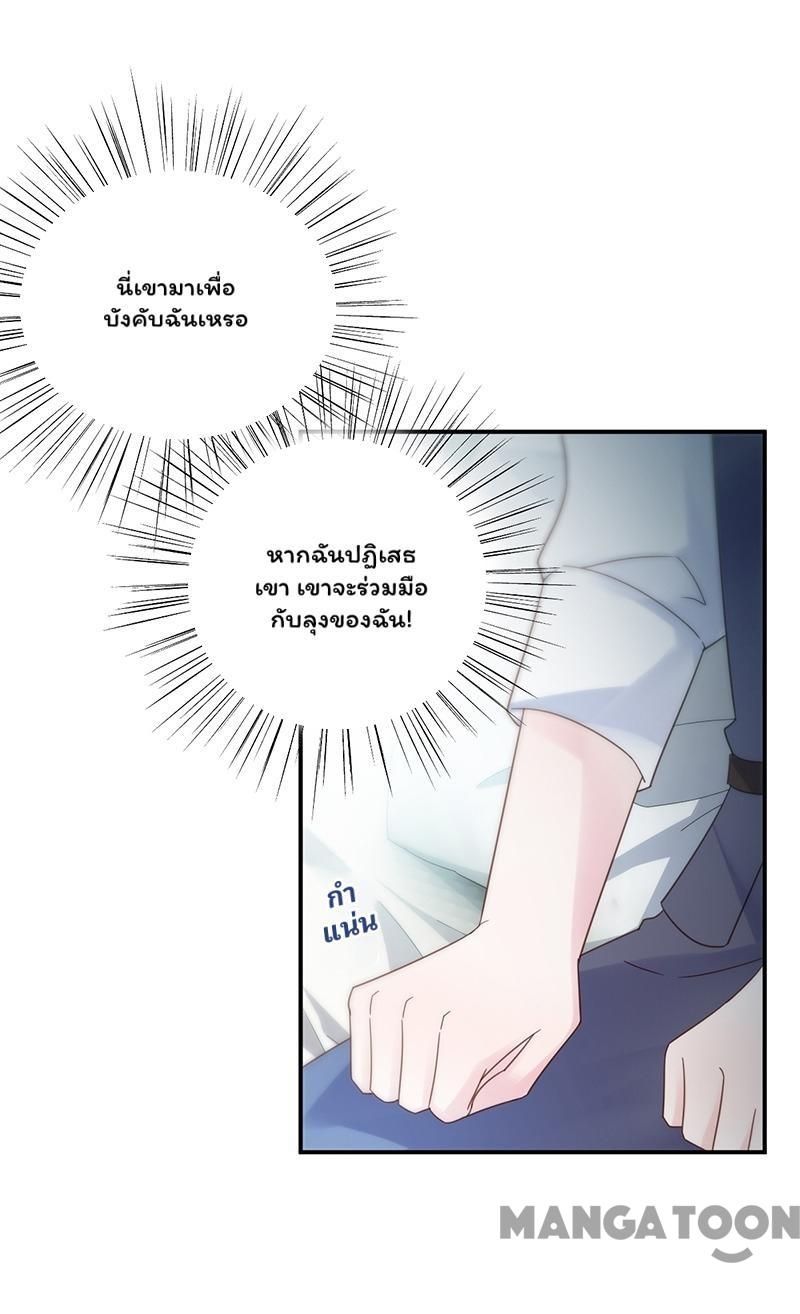 นี่เขามาเพื่อ
บังคับฉันเหรอ
หากฉันปฏิเสธ
เขา เขาจะร่วมมือ
กับลุงของฉัน!
กำ
แน่น
MANGATOON